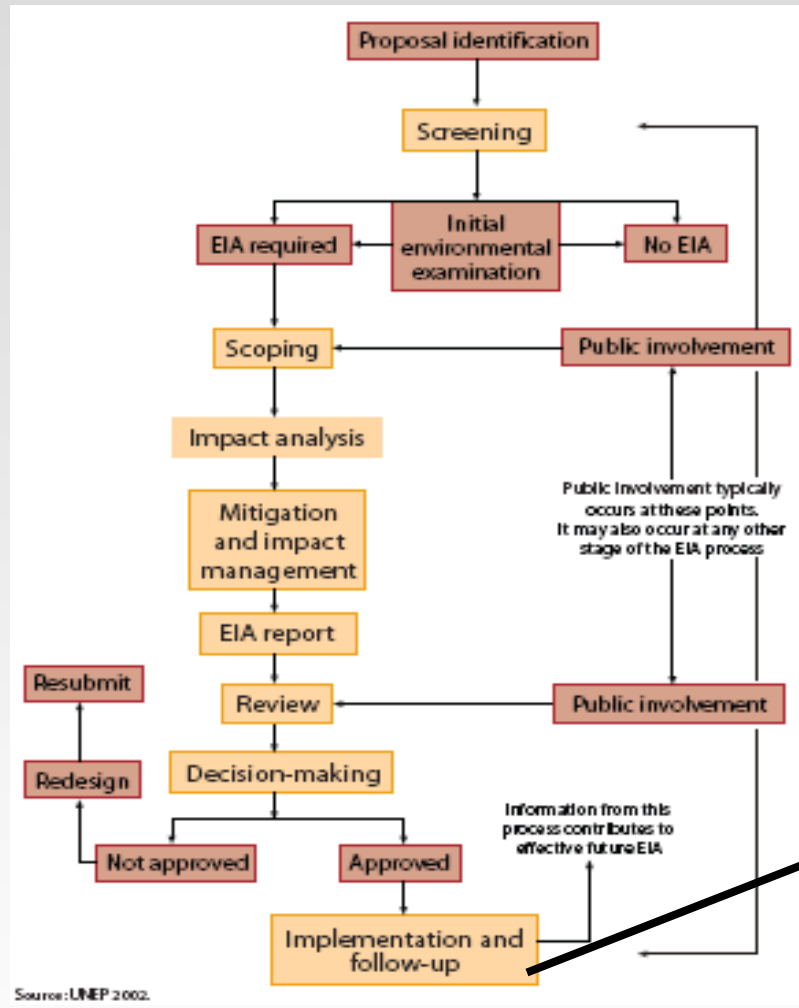 Proposal identification
Screening
EIA required
Initial
environmental
examination
No EIA
Scoping
Public involvement
Impact analysis
Public involvement typically
occurs at these points.
It may also occur at any other
stage of the EIA process
Mitigation
and impact
management
EIA report
Resubmit
Review
Public involvement
Redesign
Decision-making
Information from this
process contributes to
effective future EIA
Not approved
Approved
Implementation and
follow-up
Source: UNEP 2002.